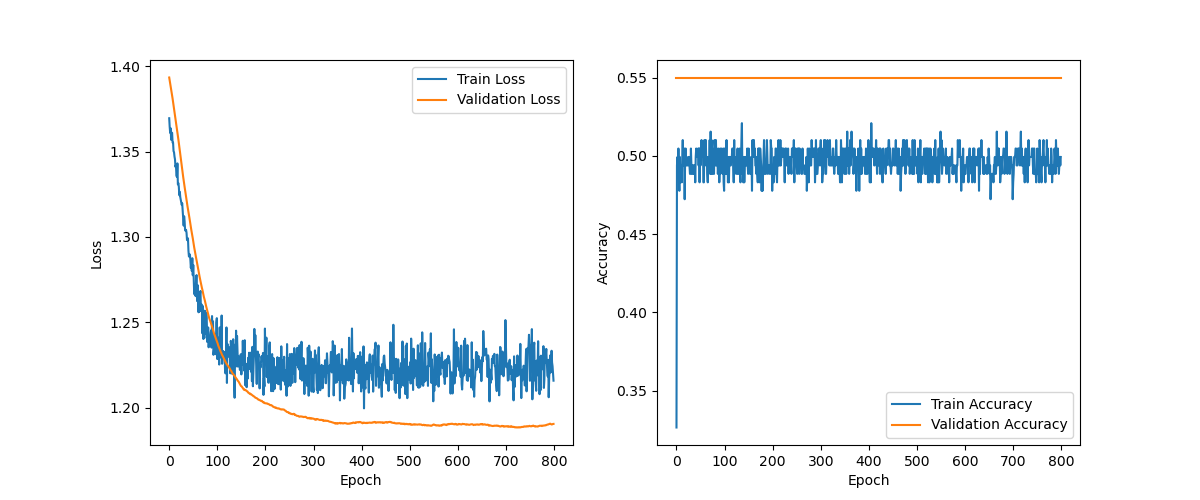 1.40
1.35
1.30
1.25
1.20
Loss
0 100 200 300 400 500 600 700 800
Epoch
Train Loss
Validation Loss
0.55
0.50
0.45
0.40
0.35
Accuracy
0 100 200 300 400 500 600 700 800
Epoch
Train Accuracy
Validation Accuracy